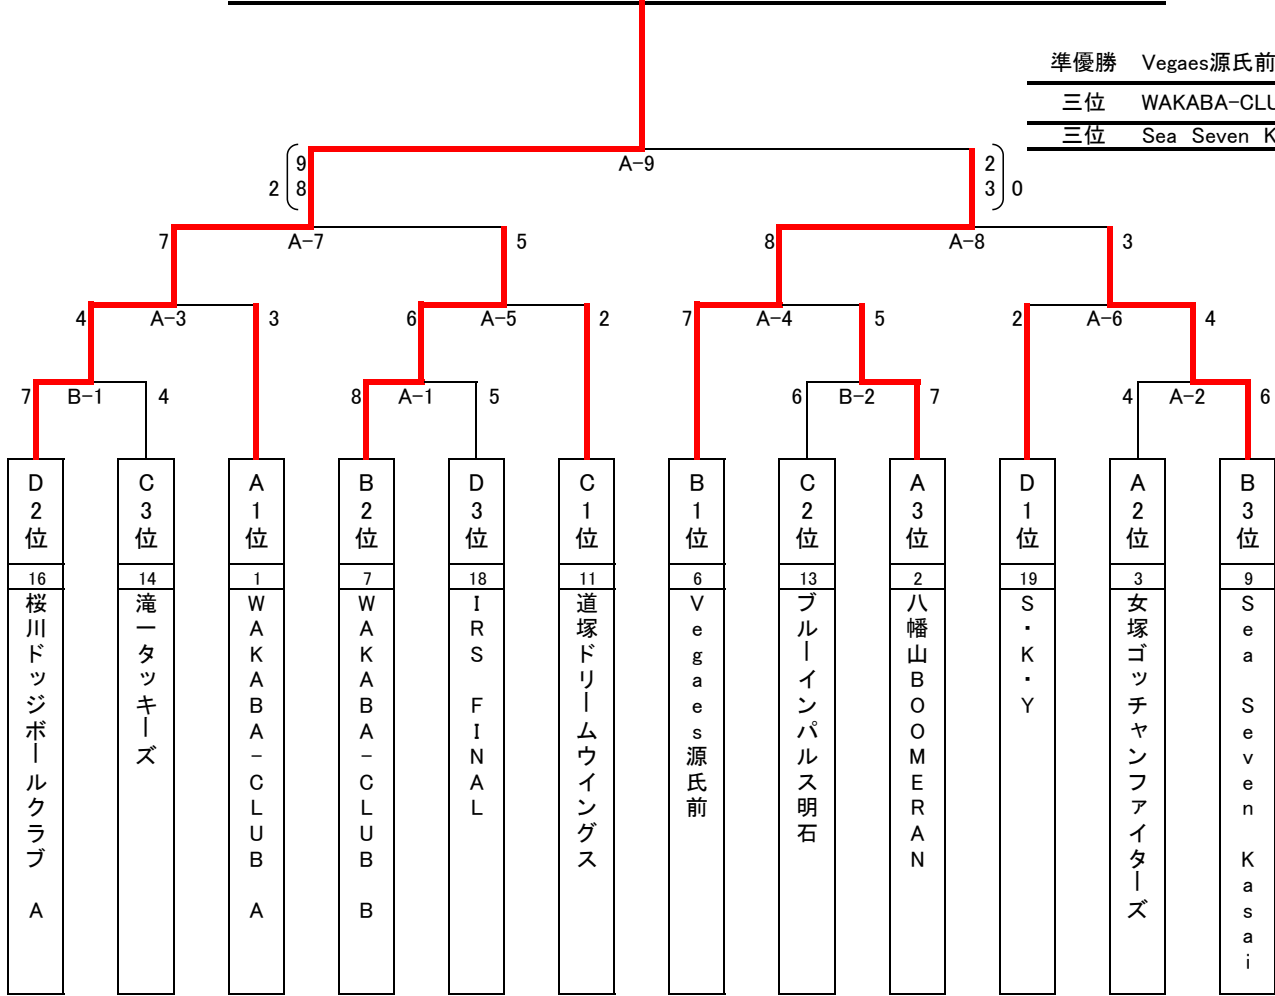 準優勝 Vegaes源氏前
三位 WAKABA-CLU
三位 Sea Seven K
A-9
9 2
2 8 3 0
7 A-7 5 8 A-8 3
4 A-3 3 6 A-5 2 7 A-4 5 2 A-6 4
7 B-1 4 8 A-1 5 6 B-2 7 4 A-2 6
D2位 C3位 A1位 B2位 D3位 C1位 B1位 C2位 A3位 D1位 A2位 B3位
16 14 1 7 18 11 6 13 2 19 3 9
桜川ドッジボールクラブ A
滝一タッキーズ
WAKABA-CLUB A
WAKABA-CLUB B
IRS FINAL
道塚ドリームウイングス
Vegaes源氏前
ブルーインパルス明石
八幡山BOOMERAN
S・K・Y
女塚ゴッチャンファイターズ
Sea Seven Kasai